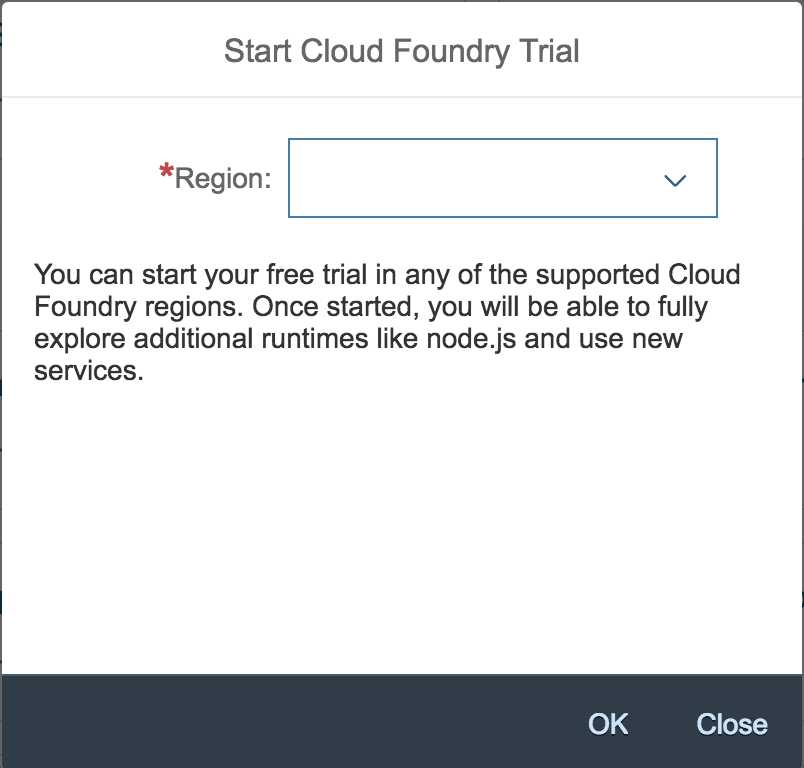 Start Cloud Foundry Trial
*Region:
You can start your free trial in any of the supported Cloud
Foundry regions. Once started, you will be able to fully
explore additional runtimes like node.js and use new
services.
OK Close